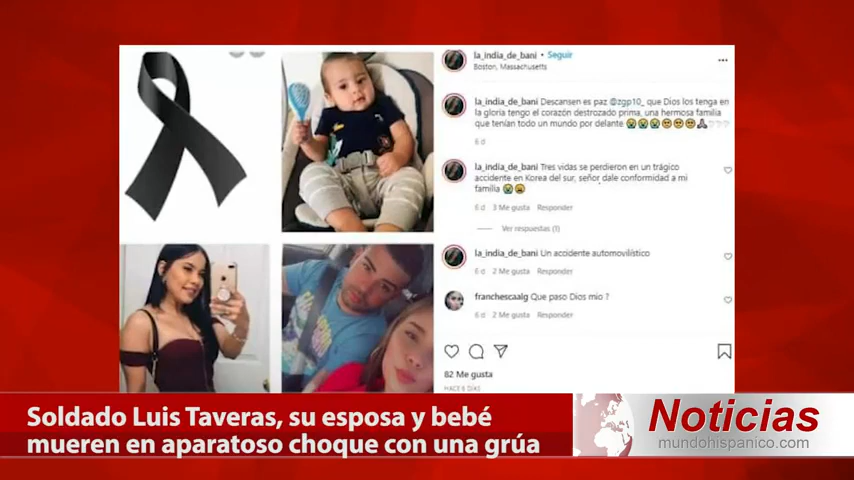 la_india_de_bani • Seguir
Boston, Massachusetts
la_india_de_bani Descansen es paz @zgp10_ que Dios los tenga en
la gloria tengo el corazón destrozado prima, una hermosa familia
que tenían todo un mundo por delante 😭😭😭🥺🥺🥺🙏🏻🤍🤍🤍
6 d
la_india_de_bani Tres vidas se perdieron en un trágico
accidente en Korea del sur, señor dale conformidad a mi
familia 😭😩
6 d 3 Me gusta Responder
Ver respuestas (1)
la_india_de_bani Un accidente automovilístico
6 d 2 Me gusta Responder
franchescaalg Que paso Dios mio ?
6 d 2 Me gusta Responder
82 Me gusta
HACE 6 DÍAS
Soldado Luis Taveras, su esposa y bebé
mueren en aparatoso choque con una grúa
Noticias
mundohispanico.com